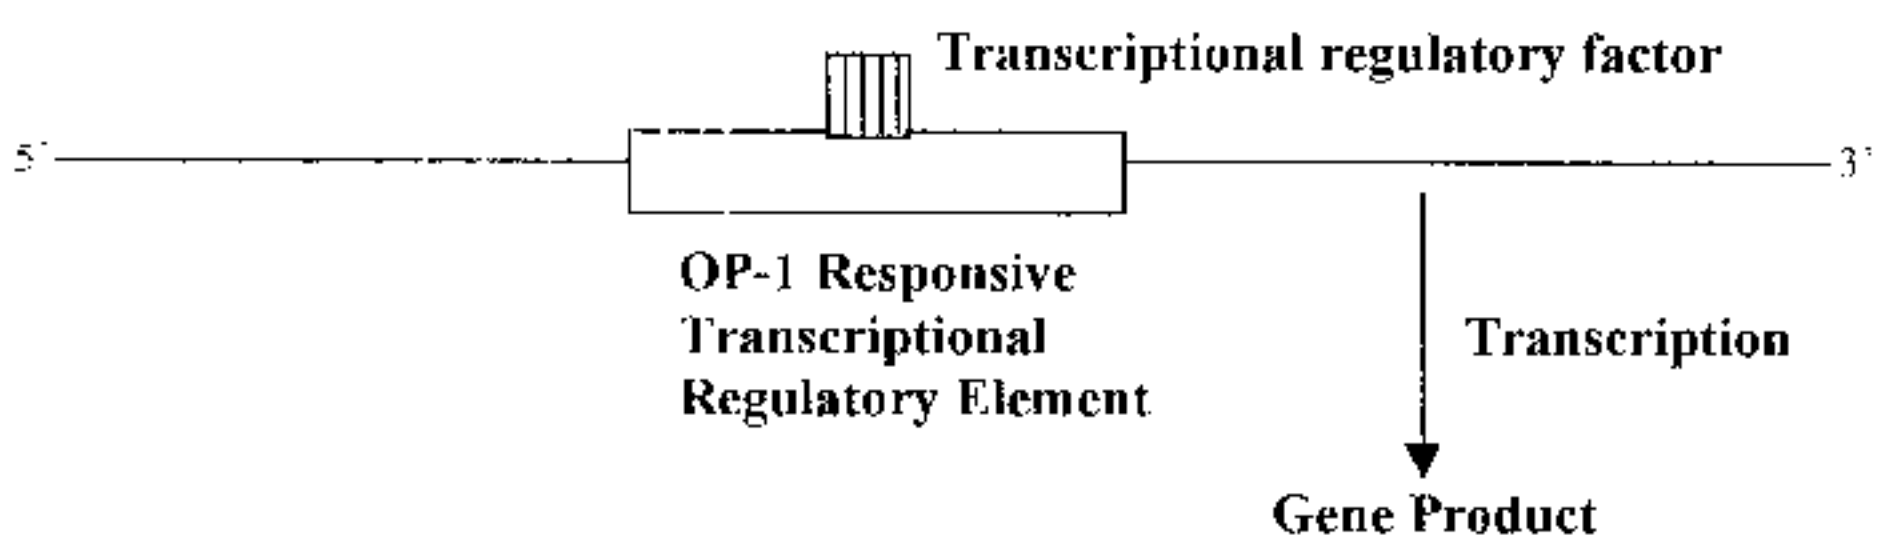 Transcriptional regulatory factor
5'
3'
OP-1 Responsive
Transcriptional
Regulatory Element
Transcription
Gene Product